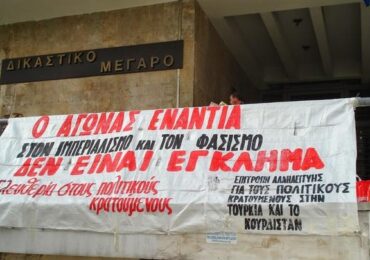 ΔΙΚΑΣΤΙΚΟ
ΜΕΓΑΡΟ
Ο ΑΓΩΝΑΣ ΕΝΑΝΤΙΑ
ΣΤΟΝ ΙΜΠΕΡΙΑΛΙΣΜΟ ΚΑΙ ΤΟΝ ΦΑΣΙΣΜΟ
ΔΕΝ ΕΙΝΑΙ ΕΓΚΛΗΜΑ
Λευθερία στους πολιτικούς
κρατούμενους
ΕΠΙΤΡΟΠΗ ΑΛΛΗΛΕΓΓΥΗΣ
ΓΙΑ ΤΟΥΣ ΠΟΛΙΤΙΚΟΥΣ
ΚΡΑΤΟΥΜΕΝΟΥΣ ΣΤΗΝ
ΤΟΥΡΚΙΑ ΚΑΙ ΤΟ
ΚΟΥΡΔΙΣΤΑΝ